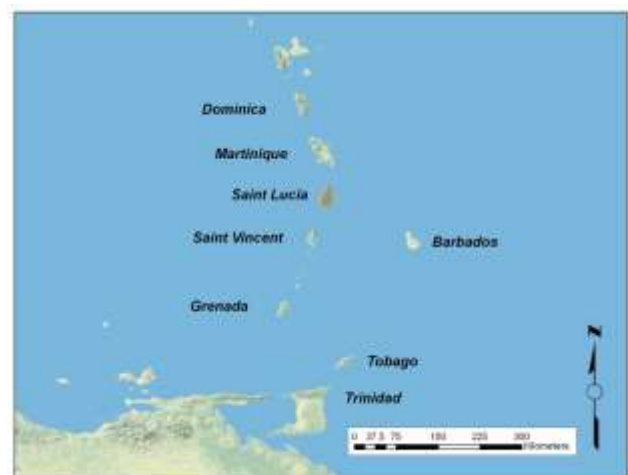 Dominica
Martinique
Saint Lucia
Saint Vincent
Barbados
Grenada
N
Tobago
Trinidad
0 37.5 75 150 225 300
Kilometers